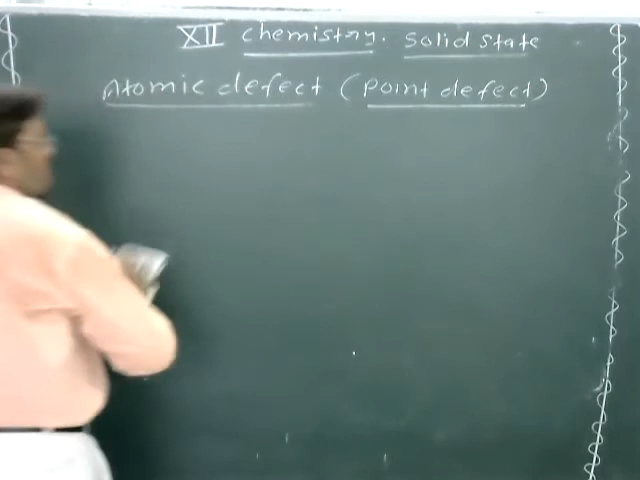 XII chemistry. Solid state
Atomic defect (Point defect)